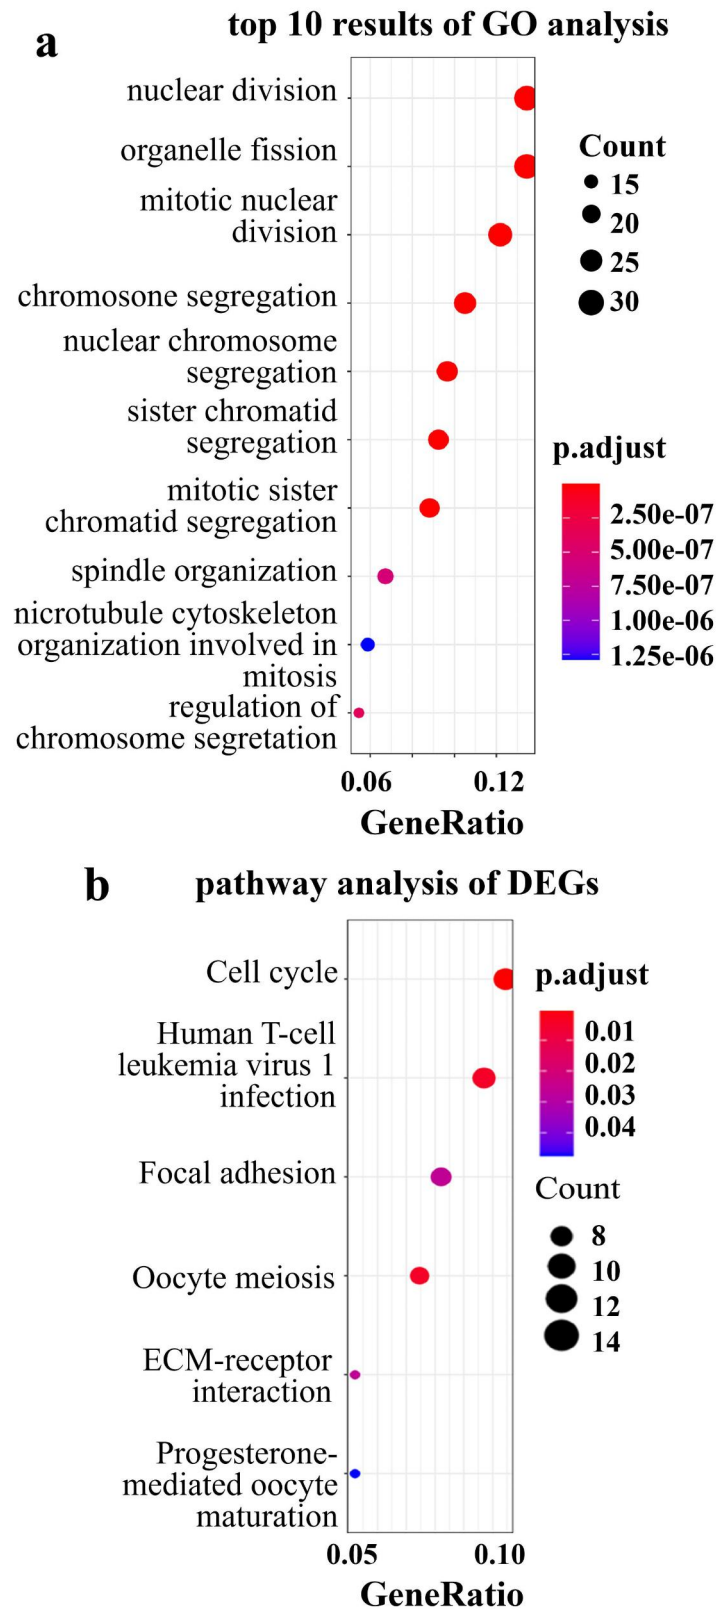 a
top 10 results of GO analysis
nuclear division
organelle fission
mitotic nuclear
division
chromosone segregation
nuclear chromosome
segregation
sister chromatid
segregation
mitotic sister
chromatid segregation
spindle organization
nicrotubule cytoskeleton
organization involved in
mitosis
regulation of
chromosome segretation
0.06
0.12
GeneRatio
Count
15
20
25
30
p.adjust
2.50e-07
5.00e-07
7.50e-07
1.00e-06
1.25e-06
b
pathway analysis of DEGs
Cell cycle
Human T-cell
leukemia virus 1
infection
Focal adhesion
Oocyte meiosis
ECM-receptor
interaction
Progesterone-
mediated oocyte
maturation
0.05
0.10
GeneRatio
p.adjust
0.01
0.02
0.03
0.04
Count
8
10
12
14